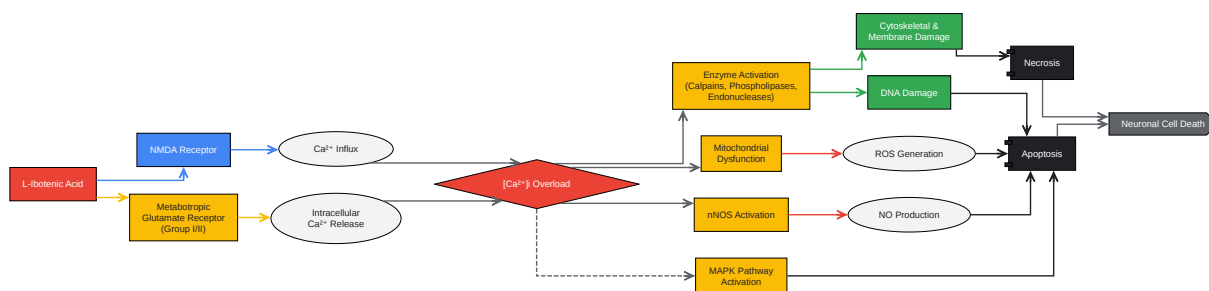 L-Ibotenic Acid
NMDA Receptor
Metabotropic
Glutamate Receptor
(Group I/II)
Ca²⁺ Influx
Intracellular
Ca²⁺ Release
[Ca²⁺]i Overload
Enzyme Activation
(Calpains, Phospholipases,
Endonucleases)
Mitochondrial
Dysfunction
nNOS Activation
MAPK Pathway
Activation
Cytoskeletal &
Membrane Damage
DNA Damage
ROS Generation
NO Production
Necrosis
Apoptosis
Neuronal Cell Death